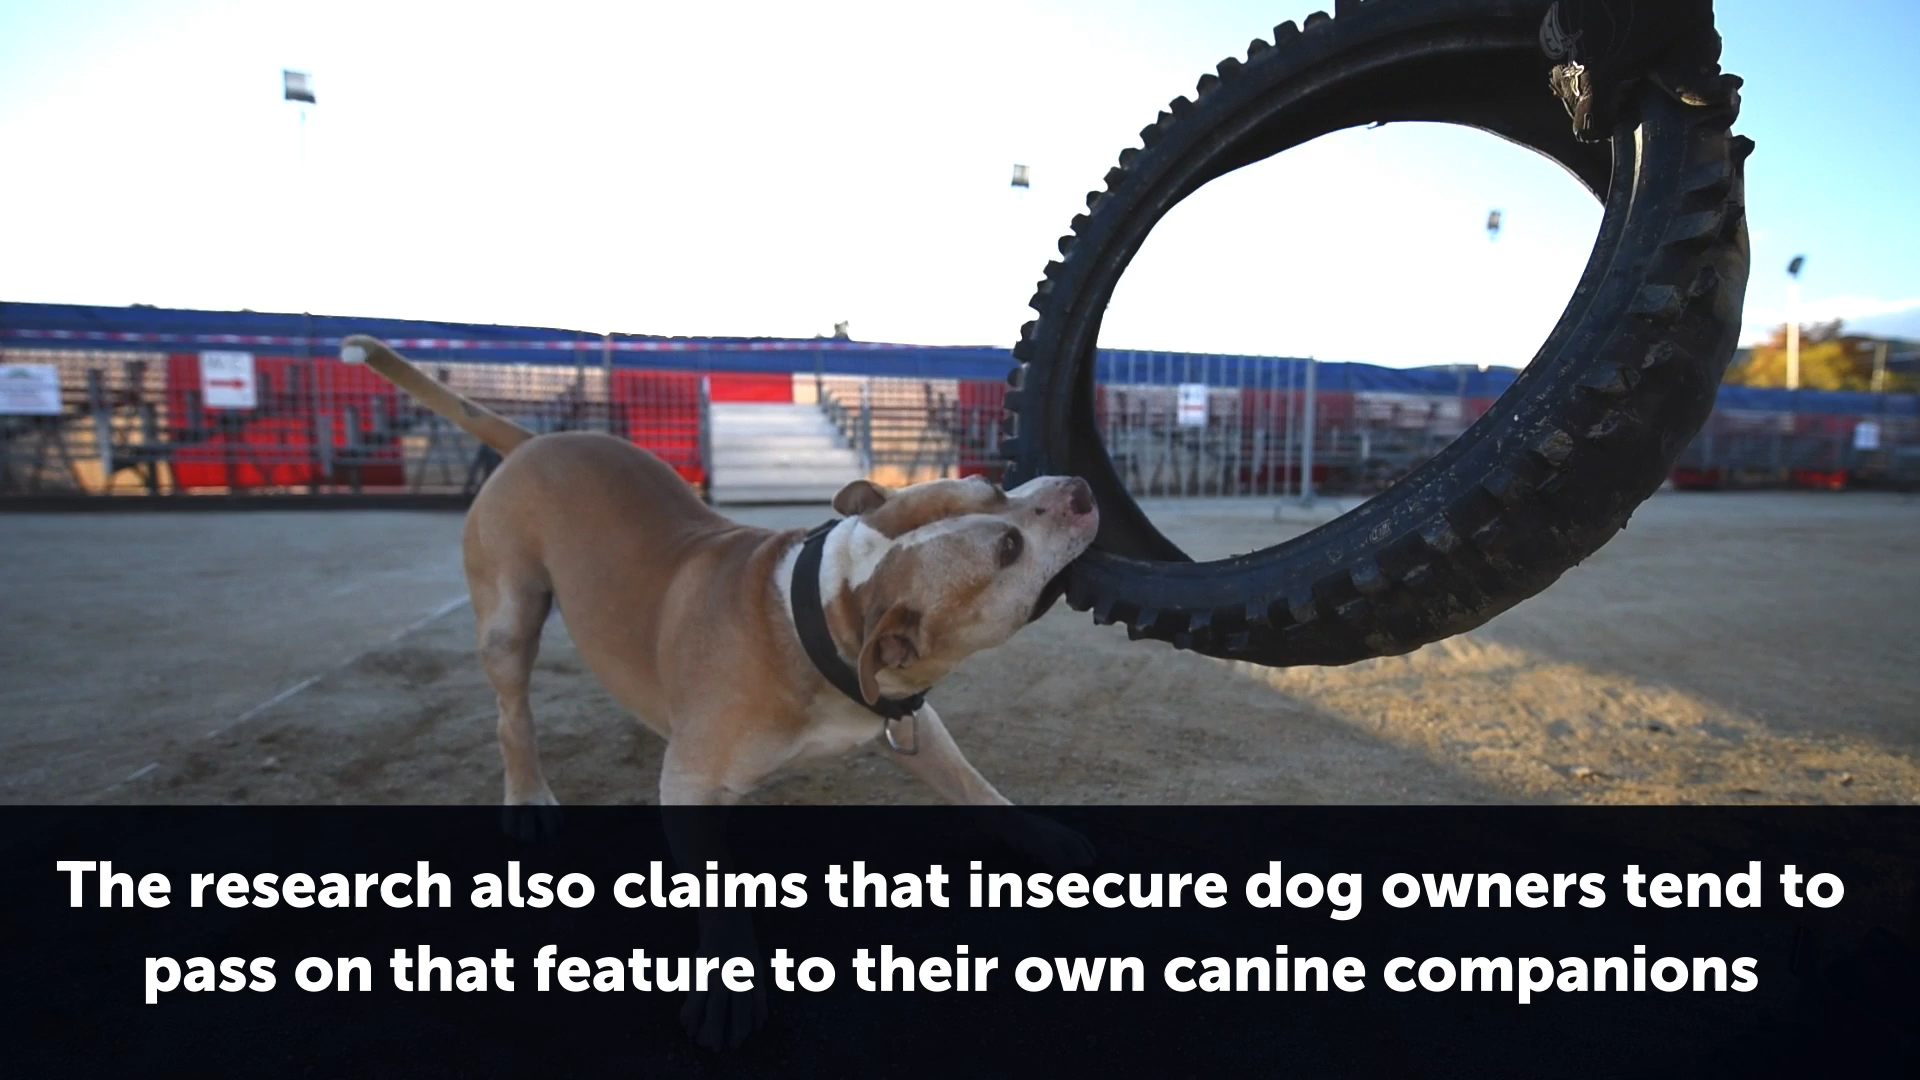 The research also claims that insecure dog owners tend to
pass on that feature to their own canine companions